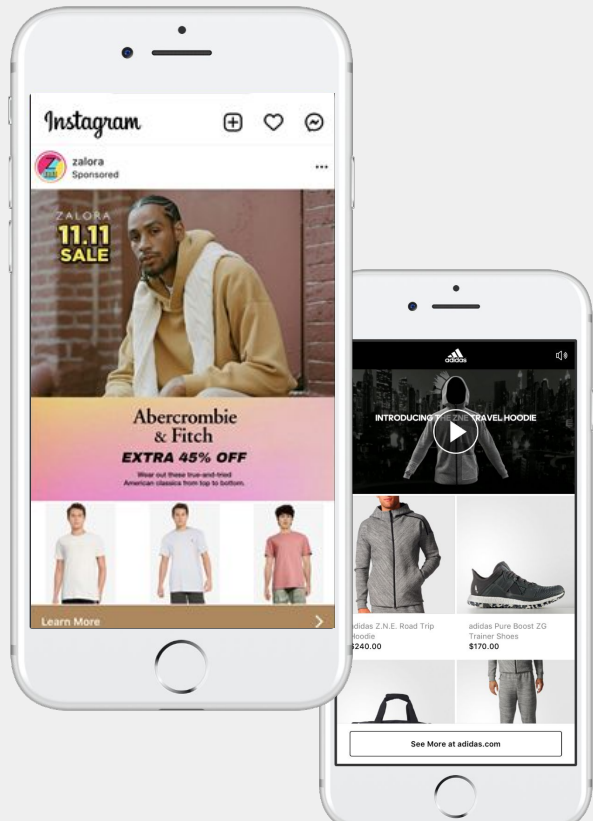 Instagram
zalora
Sponsored
ZALORA
11.11
SALE
Abercrombie
& Fitch
EXTRA 45% OFF
Wear out these true-and-tried
American classics from top to bottom.
Learn More
adidas
INTRODUCING THE ZNE TRAVEL HOODIE
adidas Z.N.E. Road Trip
Hoodie
$240.00
adidas Pure Boost ZG
Trainer Shoes
$170.00
See More at adidas.com